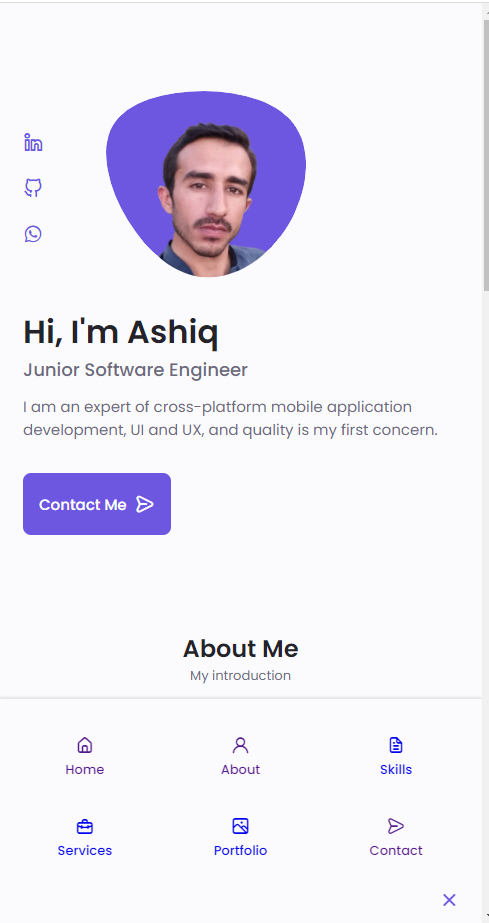 Hi, I'm Ashiq
Junior Software Engineer
I am an expert of cross-platform mobile application
development, UI and UX, and quality is my first concern.
Contact Me
About Me
My introduction
Home
About
Skills
Services
Portfolio
Contact